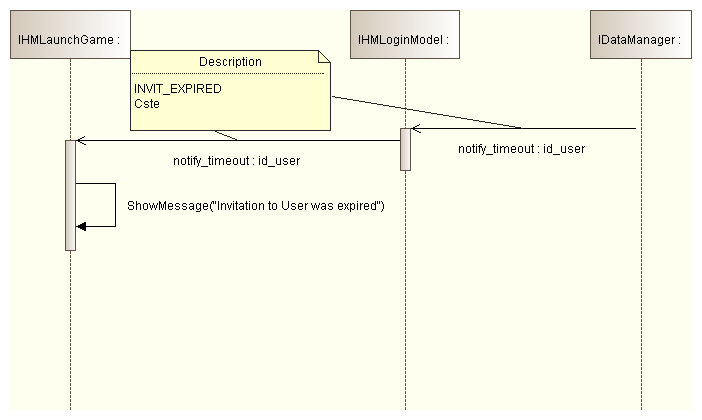 IHMLaunchGame :
IHMLoginModel :
IDataManager :
Description
INVIT_EXPIRED
Cste
notify_timeout : id_user
notify_timeout : id_user
ShowMessage("Invitation to User was expired")